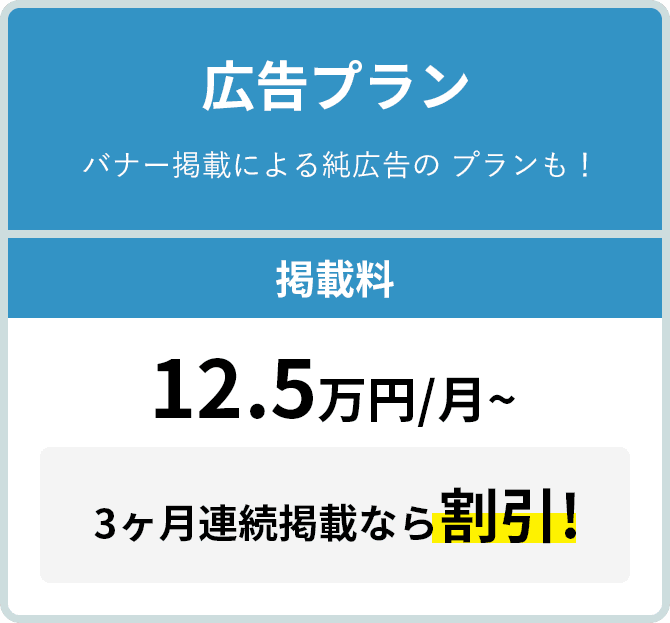 広告プラン
バナー掲載による純広告の プランも！
掲載料
12.5万円/月~
3ヶ月連続掲載なら割引!